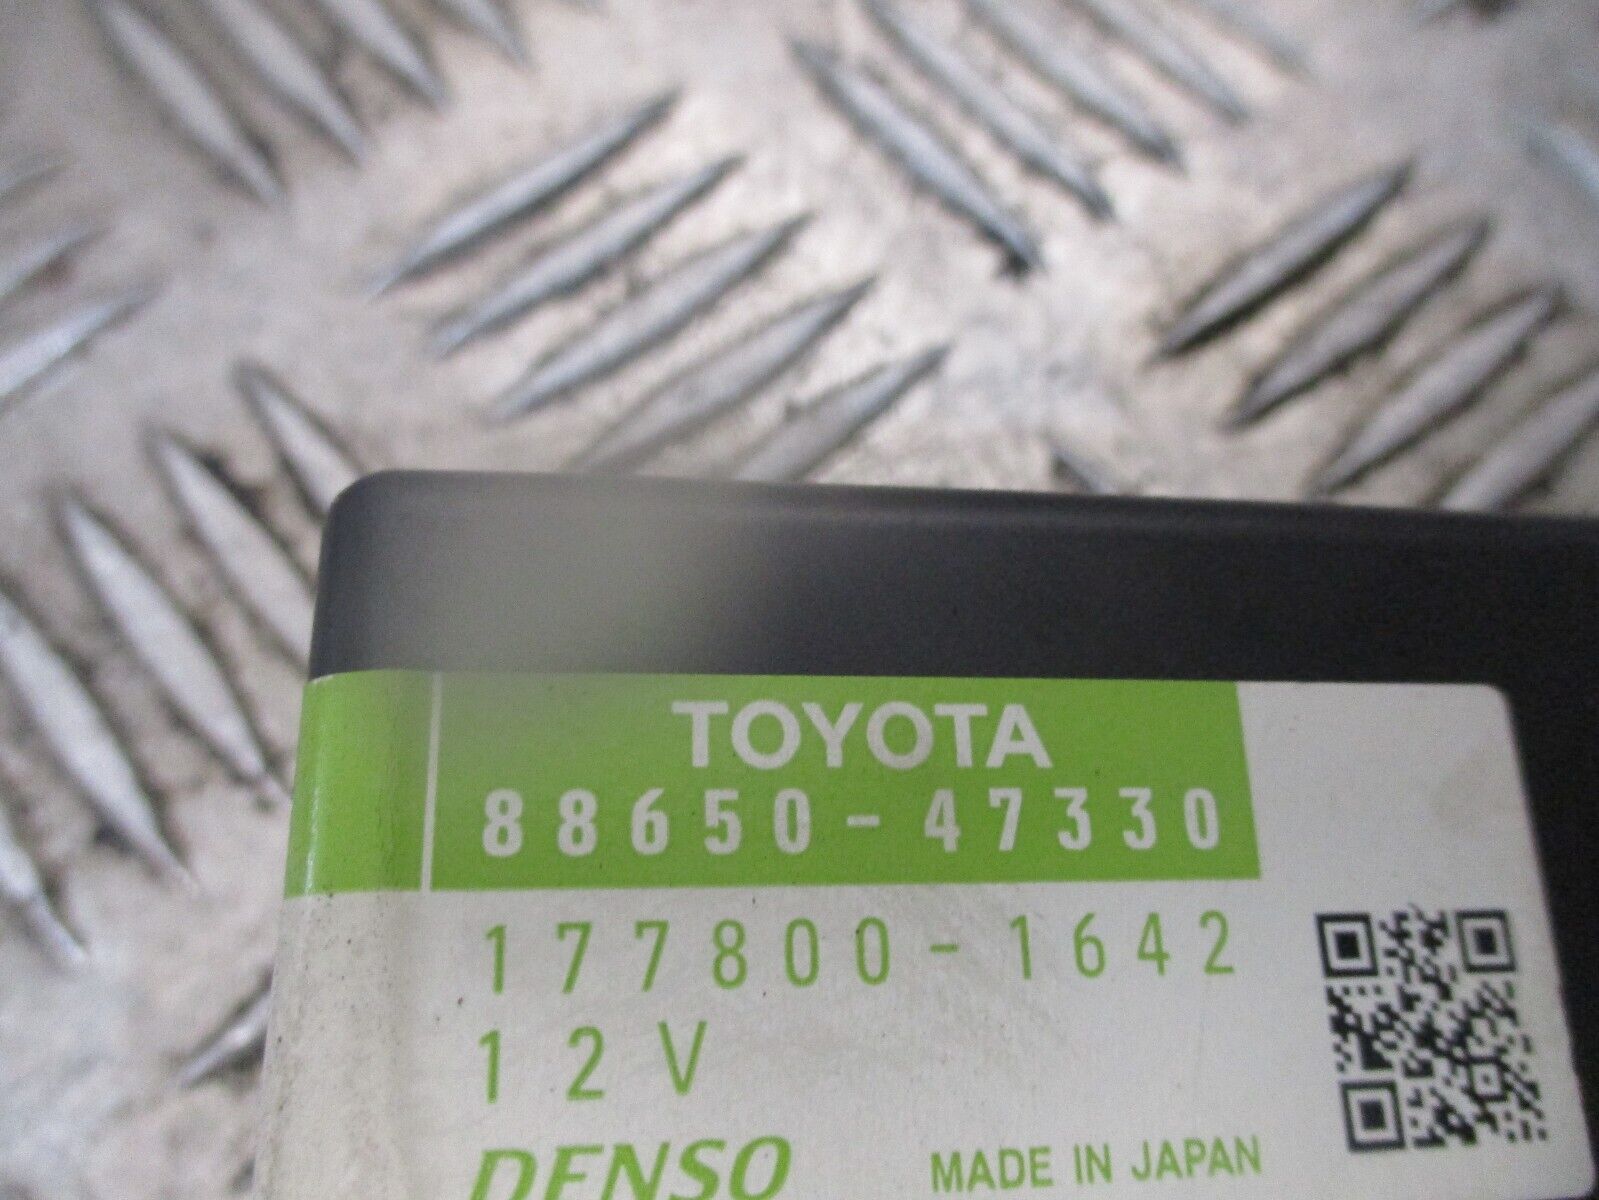 TOYOTA
88650-47330
177800-1642
12V
DENSO MADE IN JAPAN